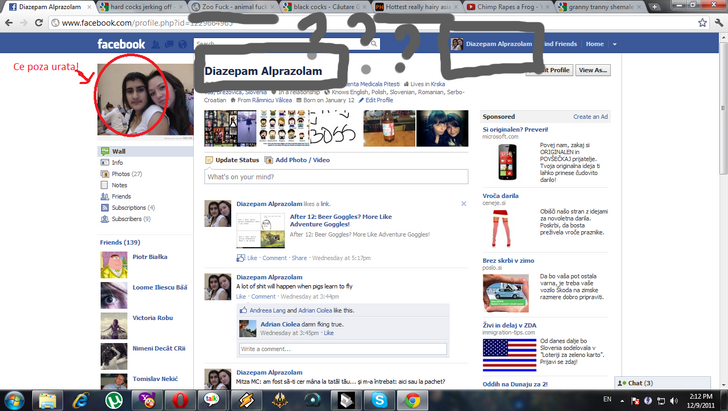 Diazepam Alprazolam
hard cocks jerking off
Zoo Fuck - animal fuc
black cocks - Căutare G
Hottest really hairy asia
Chimp Rapes a Frog -
granny tranny shemal
www.facebook.com/profile.php?id=
facebook
Search
Diazepam Alprazolam
Find Friends
Home
Ce poza urata!
???
Diazepam Alprazolam
Edit Profile
View As...
Medicala Pitesti
Lives in Krska
Vas, Brezovica, Slovenia
In a relationship
Knows English, Polish, Slovenian, Romanian, Serbo-
Croatian
From Râmnicu Vâlcea
Born on January 12
Edit Profile
Wall
Info
Photos (27)
Notes
Friends
Subscriptions (4)
Subscribers (9)
Friends (139)
Piotr Białka
Loome Iliescu Băă
Victoria Robu
Nimeni Decât CRii
Tomislav Nekić
Update Status
Add Photo / Video
What's on your mind?
Diazepam Alprazolam likes a link.
After 12: Beer Goggles? More Like
Adventure Goggles!
After 12: Beer Goggles? More Like Adventure Goggles!
Like · Comment · Share · Wednesday at 5:17pm
Diazepam Alprazolam
A lot of shit will happen when pigs learn to fly
Like · Comment · Wednesday at 3:44pm
Andreea Lang and Adrian Ciolea like this.
Adrian Ciolea damn flong true.
Wednesday at 3:45pm · Like
Write a comment...
Diazepam Alprazolam
Mitza MC: am fost să-ti cer mâna la tatăl tău... şi m-a întrebat: aici sau la pachet?
Sponsored
Create an Ad
Si originalen? Preveri!
microsoft.com
Povej nam, zakaj si
ORIGINALEN in
POVŠEČKAJ prijatelje.
Tvoja originalnost ti
lahko prinese čudovito
darilo!
Vroča darila
ceneje.si
Obišči našo stran z idejami
za novoletna darila.
Poskrbi, da bosta
preživela vroče praznike.
Brez skrbi v zimo
poslo.si
Da bo vaša pot ostala
varna, je treba vaše
vozilo Škoda na zimske
razmere dobro pripraviti.
Živi in delaj v ZDA
immigration-tips.com
Od danes dalje bo
Slovenija sodelovala v
"Loteriji za zeleno karto".
Prijavi se zdaj!
Oddih na Dunaju za 2!
Chat (3)
EN
2:12 PM
12/9/2011